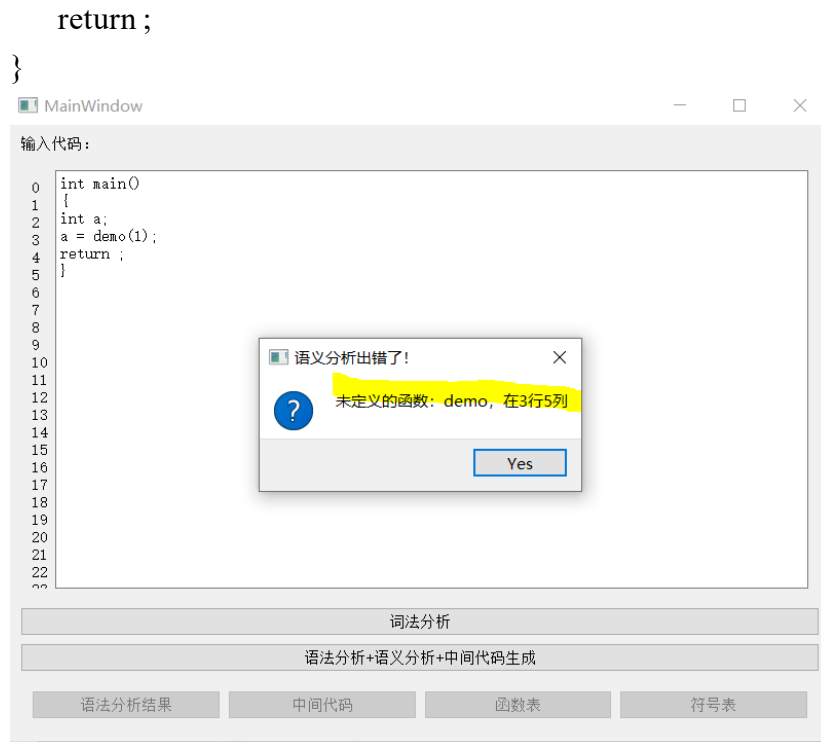 return ;
}
MainWindow
输入代码：
0
int main()
1
{
2
int a;
3
a = demo(1);
4
return ;
5
}
6
7
8
9
10
11
12
13
14
15
16
17
18
19
20
21
22
语义分析出错了!
未定义的函数：demo，在3行5列
Yes
词法分析
语法分析+语义分析+中间代码生成
语法分析结果
中间代码
函数表
符号表